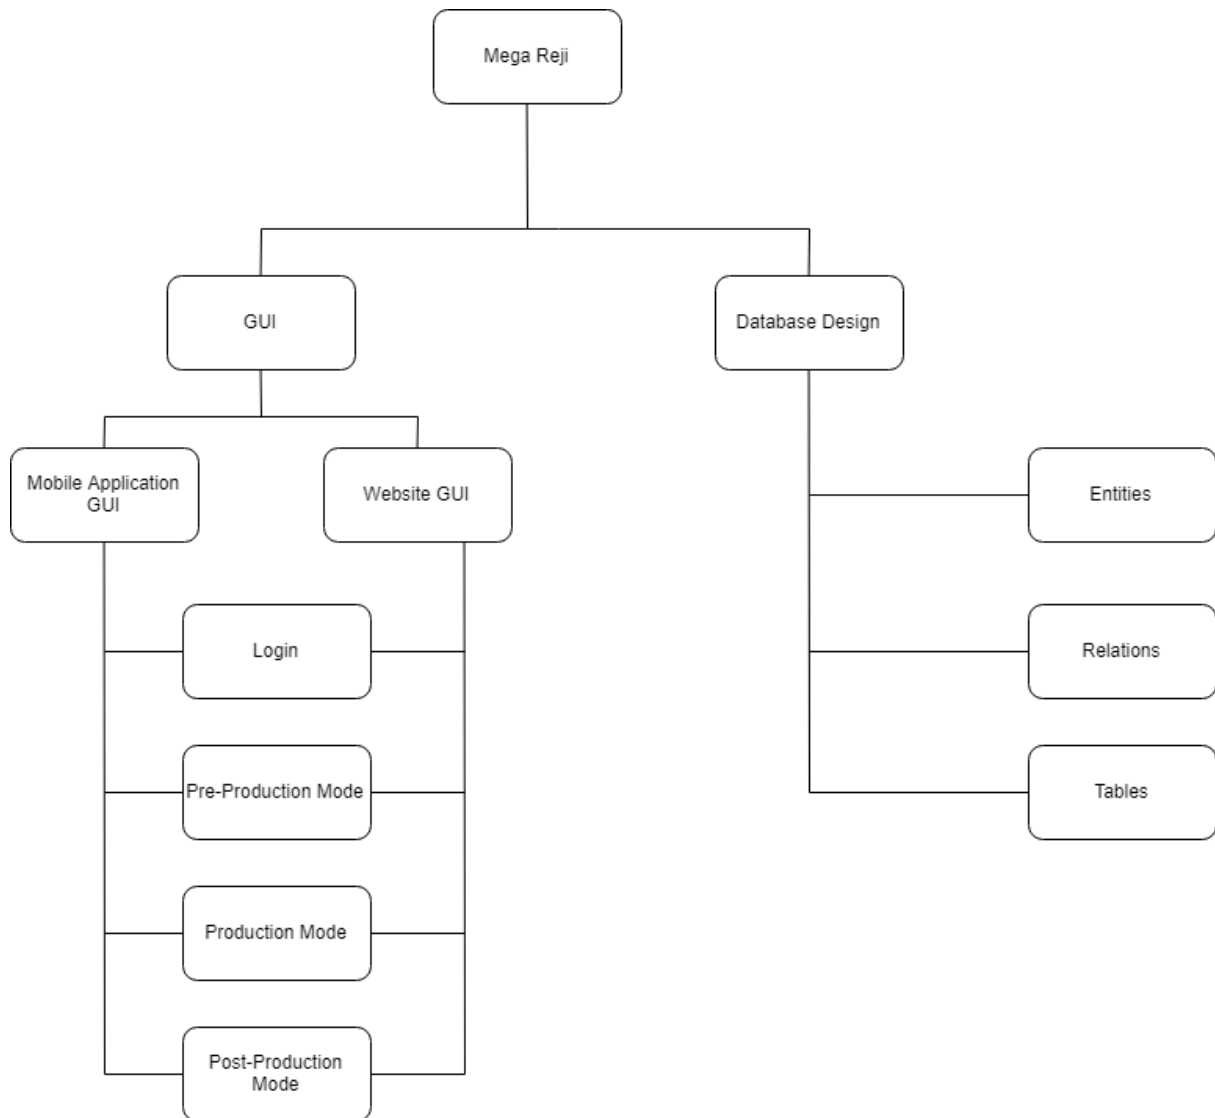 Mega Reji
GUI
Database Design
Mobile Application
GUI
Website GUI
Entities
Login
Relations
Pre-Production Mode
Tables
Production Mode
Post-Production
Mode